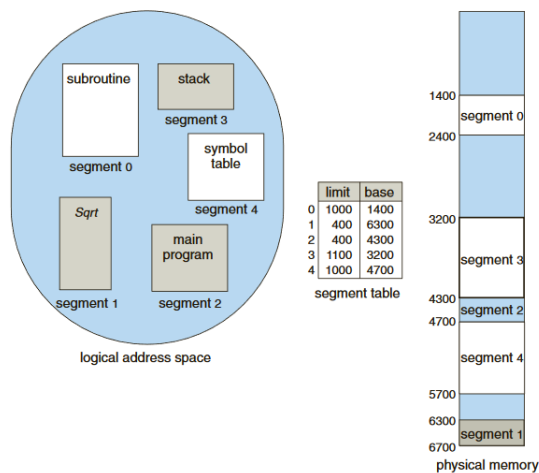 subroutine
segment 0
stack
segment 3
symbol
table
segment 4
Sqrt
segment 1
main
program
segment 2
logical address space
limit base
0 1000 1400
1 400 6300
2 400 4300
3 1100 3200
4 1000 4700
segment table
1400
segment 0
2400
3200
segment 3
4300
segment 2
4700
segment 4
5700
6300
segment 1
6700
physical memory